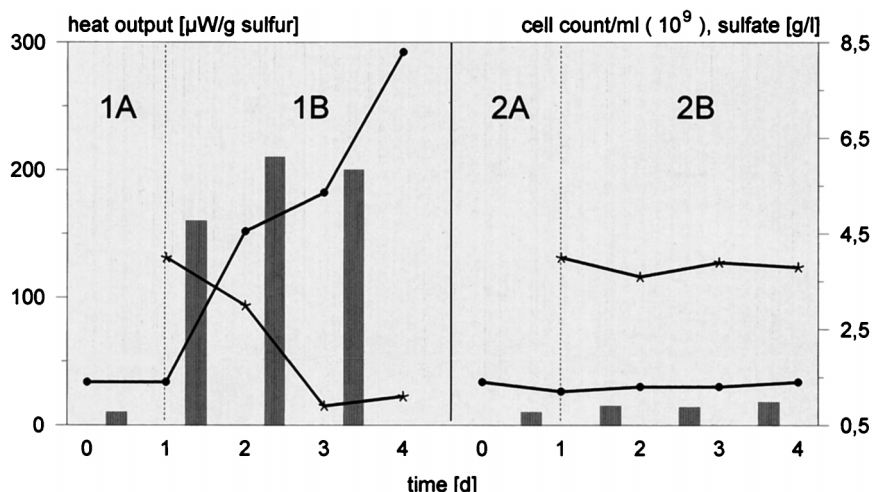 heat output [µW/g sulfur] cell count/ml ( 10⁹ ), sulfate [g/l]
300 8,5
1A 1B 2A 2B
6,5
200
4,5
100
2,5
0 0,5
0 1 2 3 4 0 1 2 3 4
time [d]